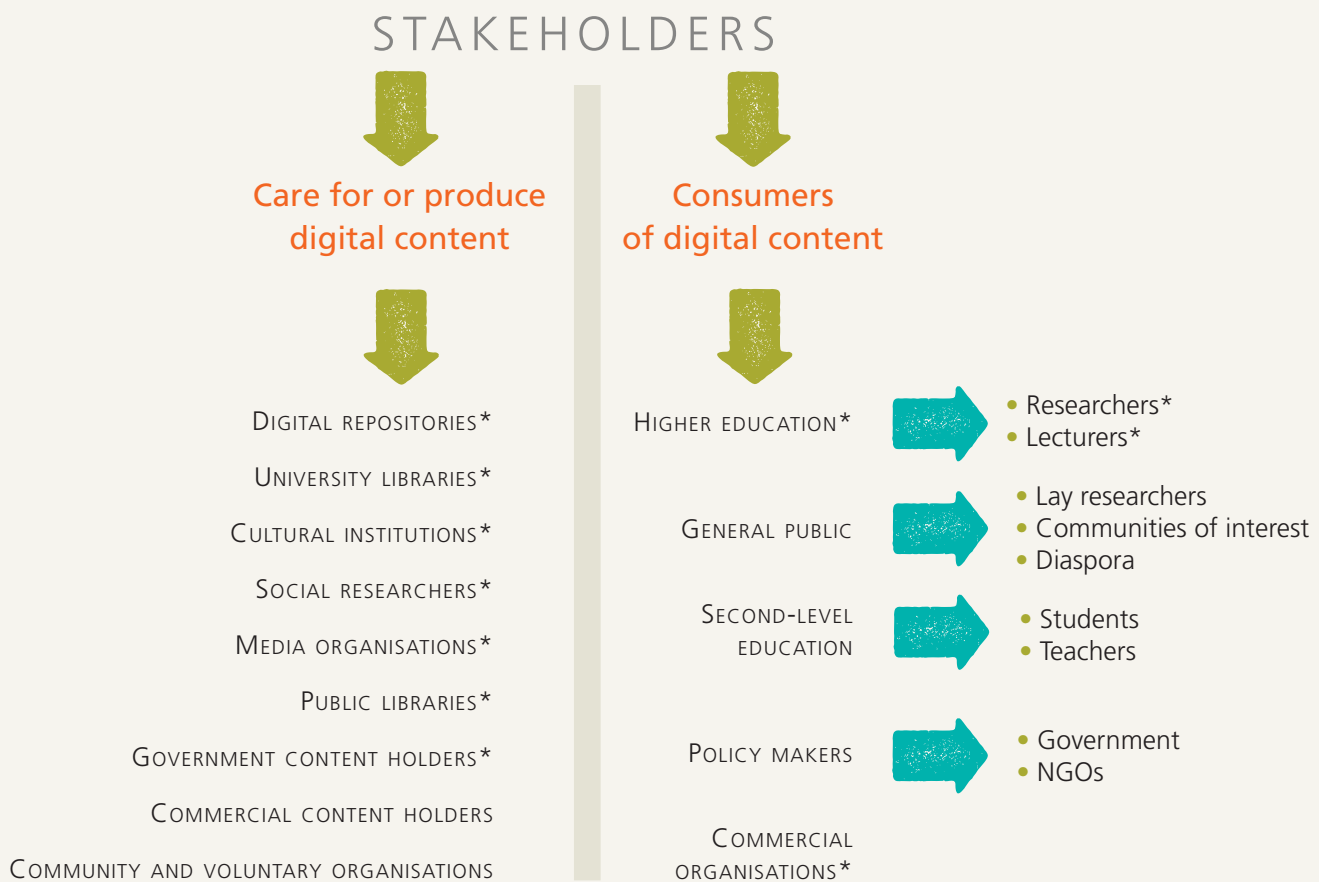 STAKEHOLDERS
Care for or produce
digital content
Digital repositories*
University libraries*
Cultural institutions*
Social researchers*
Media organisations*
Public libraries*
Government content holders*
Commercial content holders
Community and voluntary organisations
Consumers
of digital content
Higher education*
• Researchers*
• Lecturers*
General public
• Lay researchers
• Communities of interest
• Diaspora
Second-level
education
• Students
• Teachers
Policy makers
• Government
• NGOs
Commercial
organisations*